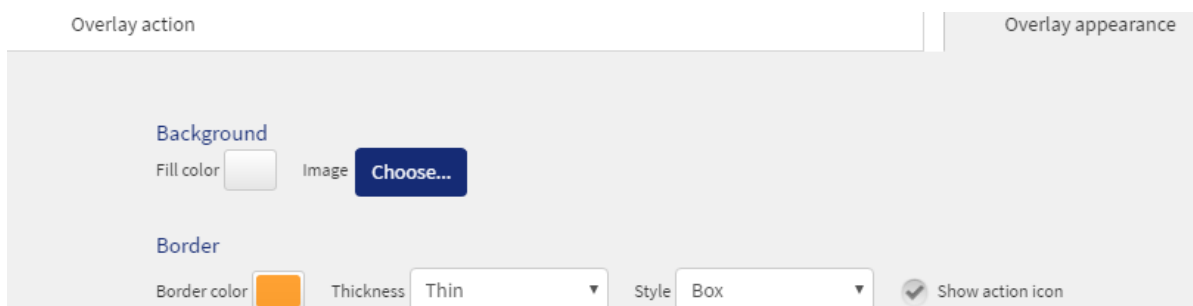 Overlay action Overlay appearance
Background
Fill color Image Choose...
Border
Border color Thickness Thin Style Box Show action icon